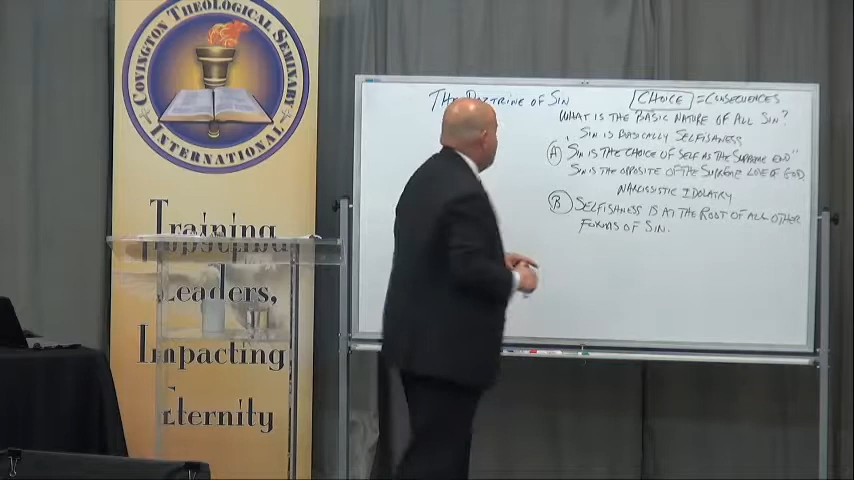 COVINGTON THEOLOGICAL SEMINARY
INTERNATIONAL
Training
Leaders,
Impacting
Eternity
THE DOCTRINE OF SIN
CHOICE = CONSEQUENCES
WHAT IS THE BASIC NATURE OF ALL SIN?
SIN IS BASICALLY SELFISHNESS
A "SIN IS THE CHOICE OF SELF AS THE SUPREME END"
SIN IS THE OPPOSITE OF THE SUPREME LOVE OF GOD.
NARCISSISTIC IDOLATRY
B SELFISHNESS IS AT THE ROOT OF ALL OTHER
FORMS OF SIN.